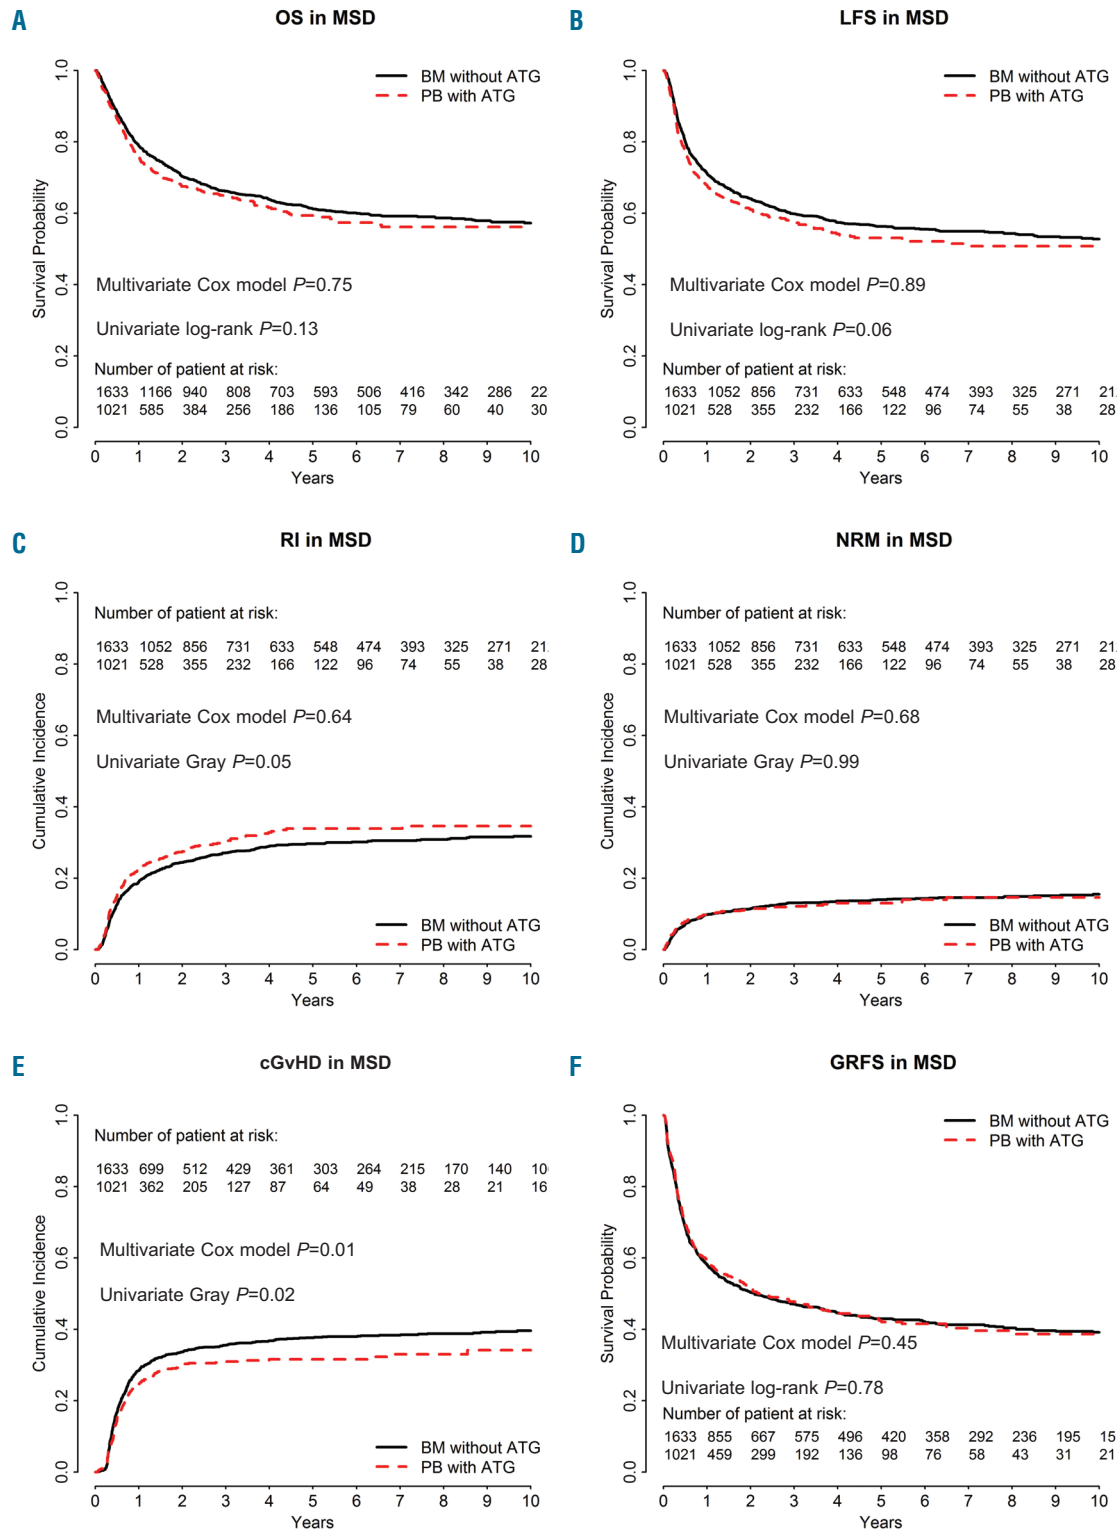 A
OS in MSD
BM without ATG
PB with ATG
Survival Probability
1.0
0.8
0.6
0.4
0.2
0.0
Multivariate Cox model P=0.75
Univariate log-rank P=0.13
Number of patient at risk:
1633 1166 940 808 703 593 506 416 342 286 22
1021 585 384 256 186 136 105 79 60 40 30
0 1 2 3 4 5 6 7 8 9 10
Years
B
LFS in MSD
BM without ATG
PB with ATG
Survival Probability
1.0
0.8
0.6
0.4
0.2
0.0
Multivariate Cox model P=0.89
Univariate log-rank P=0.06
Number of patient at risk:
1633 1052 856 731 633 548 474 393 325 271 21
1021 528 355 232 166 122 96 74 55 38 28
0 1 2 3 4 5 6 7 8 9 10
Years
C
RI in MSD
Number of patient at risk:
1633 1052 856 731 633 548 474 393 325 271 21
1021 528 355 232 166 122 96 74 55 38 28
Cumulative Incidence
1.0
0.8
0.6
0.4
0.2
0.0
Multivariate Cox model P=0.64
Univariate Gray P=0.05
BM without ATG
PB with ATG
0 1 2 3 4 5 6 7 8 9 10
Years
D
NRM in MSD
Number of patient at risk:
1633 1052 856 731 633 548 474 393 325 271 21
1021 528 355 232 166 122 96 74 55 38 28
Cumulative Incidence
1.0
0.8
0.6
0.4
0.2
0.0
Multivariate Cox model P=0.68
Univariate Gray P=0.99
BM without ATG
PB with ATG
0 1 2 3 4 5 6 7 8 9 10
Years
E
cGvHD in MSD
Number of patient at risk:
1633 699 512 429 361 303 264 215 170 140 10
1021 362 205 127 87 64 49 38 28 21 16
Cumulative Incidence
1.0
0.8
0.6
0.4
0.2
0.0
Multivariate Cox model P=0.01
Univariate Gray P=0.02
BM without ATG
PB with ATG
0 1 2 3 4 5 6 7 8 9 10
Years
F
GRFS in MSD
BM without ATG
PB with ATG
Survival Probability
1.0
0.8
0.6
0.4
0.2
0.0
Multivariate Cox model P=0.45
Univariate log-rank P=0.78
Number of patient at risk:
1633 855 667 575 496 420 358 292 236 195 15
1021 459 299 192 136 98 76 58 43 31 21
0 1 2 3 4 5 6 7 8 9 10
Years